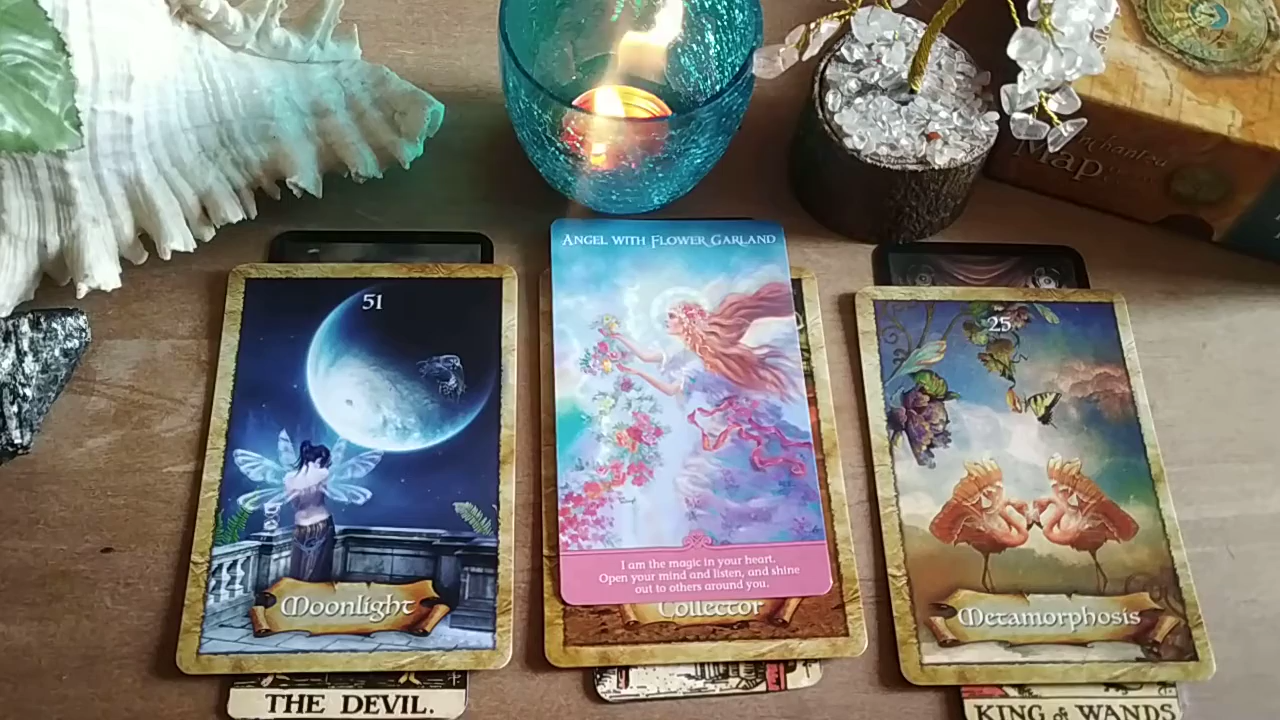 Enchanted
Map
ANGEL WITH FLOWER GARLAND
51
25
I am the magic in your heart.
Open your mind and listen, and shine
out to others around you.
Moonlight
Collector
Metamorphosis
THE DEVIL.
KING of WANDS